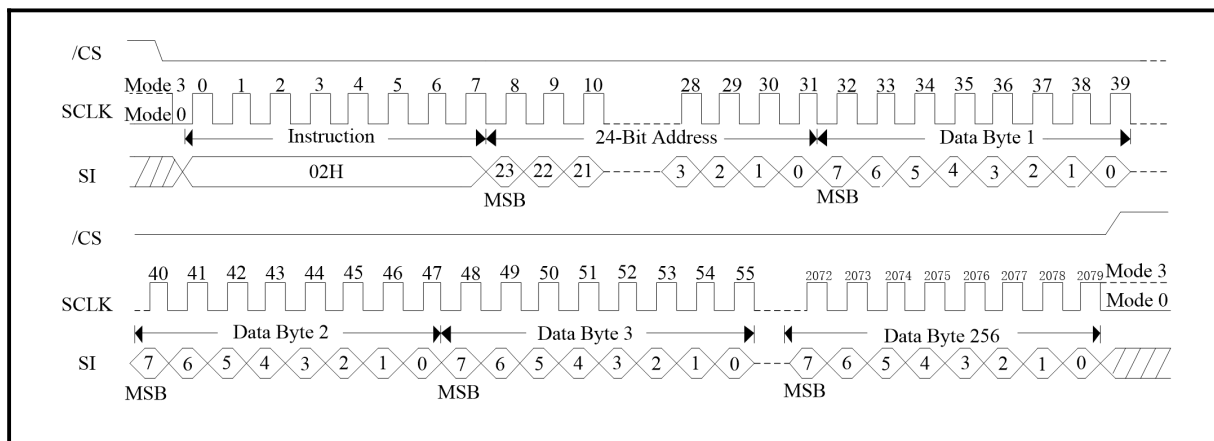 /CS
Mode 3 0 1 2 3 4 5 6 7 8 9 10 28 29 30 31 32 33 34 35 36 37 38 39
SCLK Mode 0
Instruction 24-Bit Address Data Byte 1
SI 02H 23 22 21 3 2 1 0 7 6 5 4 3 2 1 0
MSB MSB
/CS
40 41 42 43 44 45 46 47 48 49 50 51 52 53 54 55 2072 2073 2074 2075 2076 2077 2078 2079 Mode 3
SCLK Mode 0
Data Byte 2 Data Byte 3 Data Byte 256
SI 7 6 5 4 3 2 1 0 7 6 5 4 3 2 1 0 7 6 5 4 3 2 1 0
MSB MSB MSB